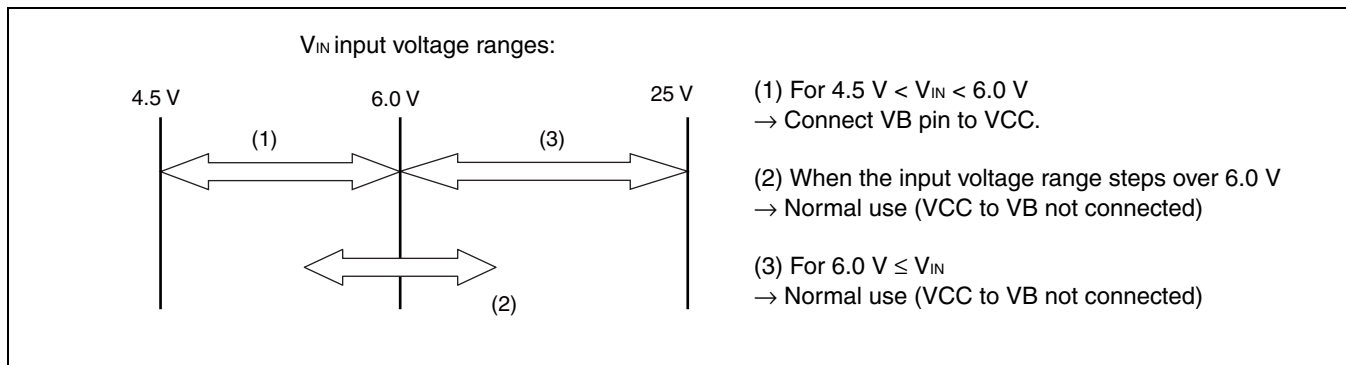 VIN input voltage ranges:
4.5 V
6.0 V
25 V
(1)
(3)
(2)
(1) For 4.5 V < VIN < 6.0 V
→ Connect VB pin to VCC.
(2) When the input voltage range steps over 6.0 V
→ Normal use (VCC to VB not connected)
(3) For 6.0 V ≤ VIN
→ Normal use (VCC to VB not connected)